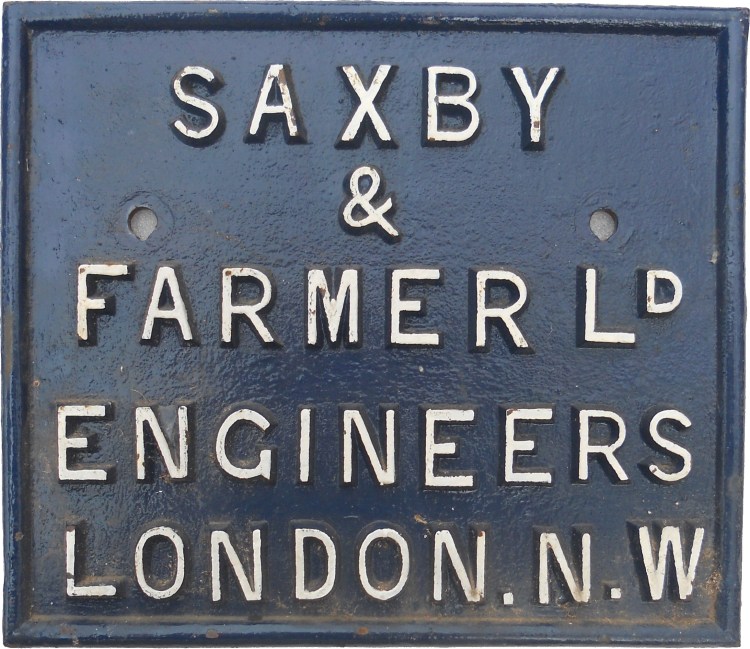 SAXBY
&
FARMER LD
ENGINEERS
LONDON.N.W